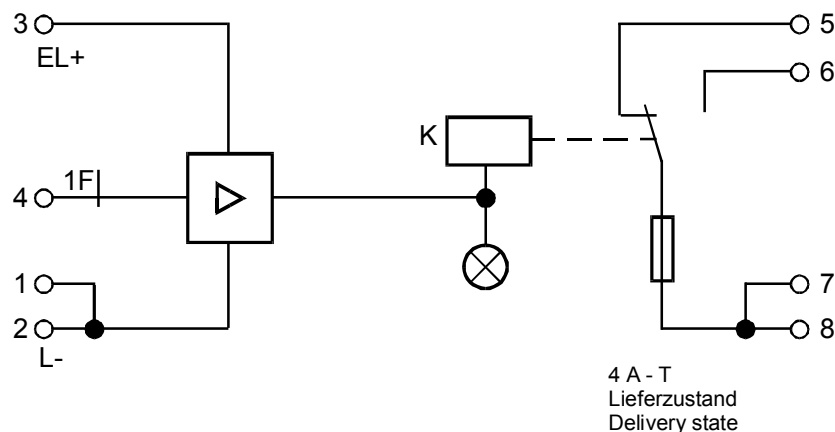 3
EL+
1F
4
1
2
L-
K
5
6
7
8
4 A - T
Lieferzustand
Delivery state